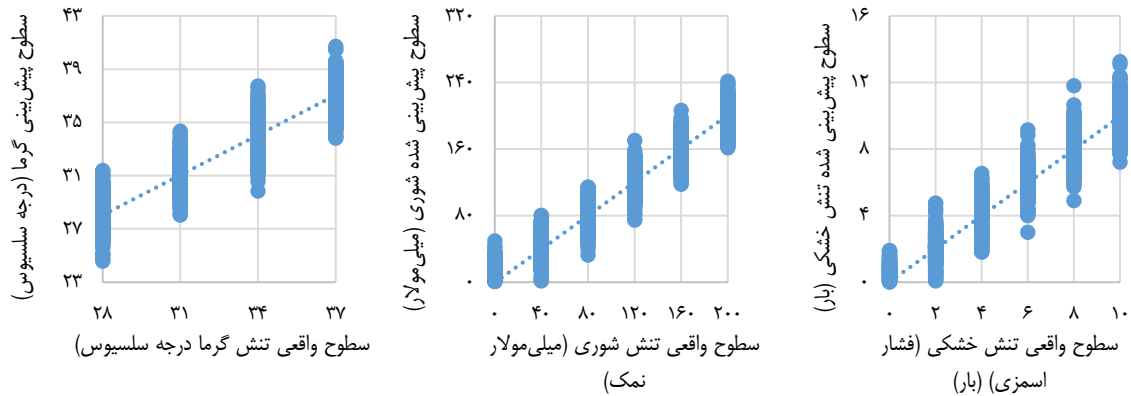 سطوح پیش‌بینی گرما (درجه سلسیوس)
۴۳
۳۹
۳۵
۳۱
۲۷
۲۳
۲۸ ۳۱ ۳۴ ۳۷
سطوح واقعی تنش گرما درجه سلسیوس)
سطوح پیش‌بینی شده شوری (میلی‌مولار)
۳۲۰
۲۴۰
۱۶۰
۸۰
۰
۰ ۴۰ ۸۰ ۱۲۰ ۱۶۰ ۲۰۰
سطوح واقعی تنش شوری (میلی‌مولار
نمک)
سطوح پیش‌بینی شده تنش خشکی (بار)
۱۶
۱۲
۸
۴
۰
۰ ۲ ۴ ۶ ۸ ۱۰
سطوح واقعی تنش خشکی (فشار
اسمزی) (بار)